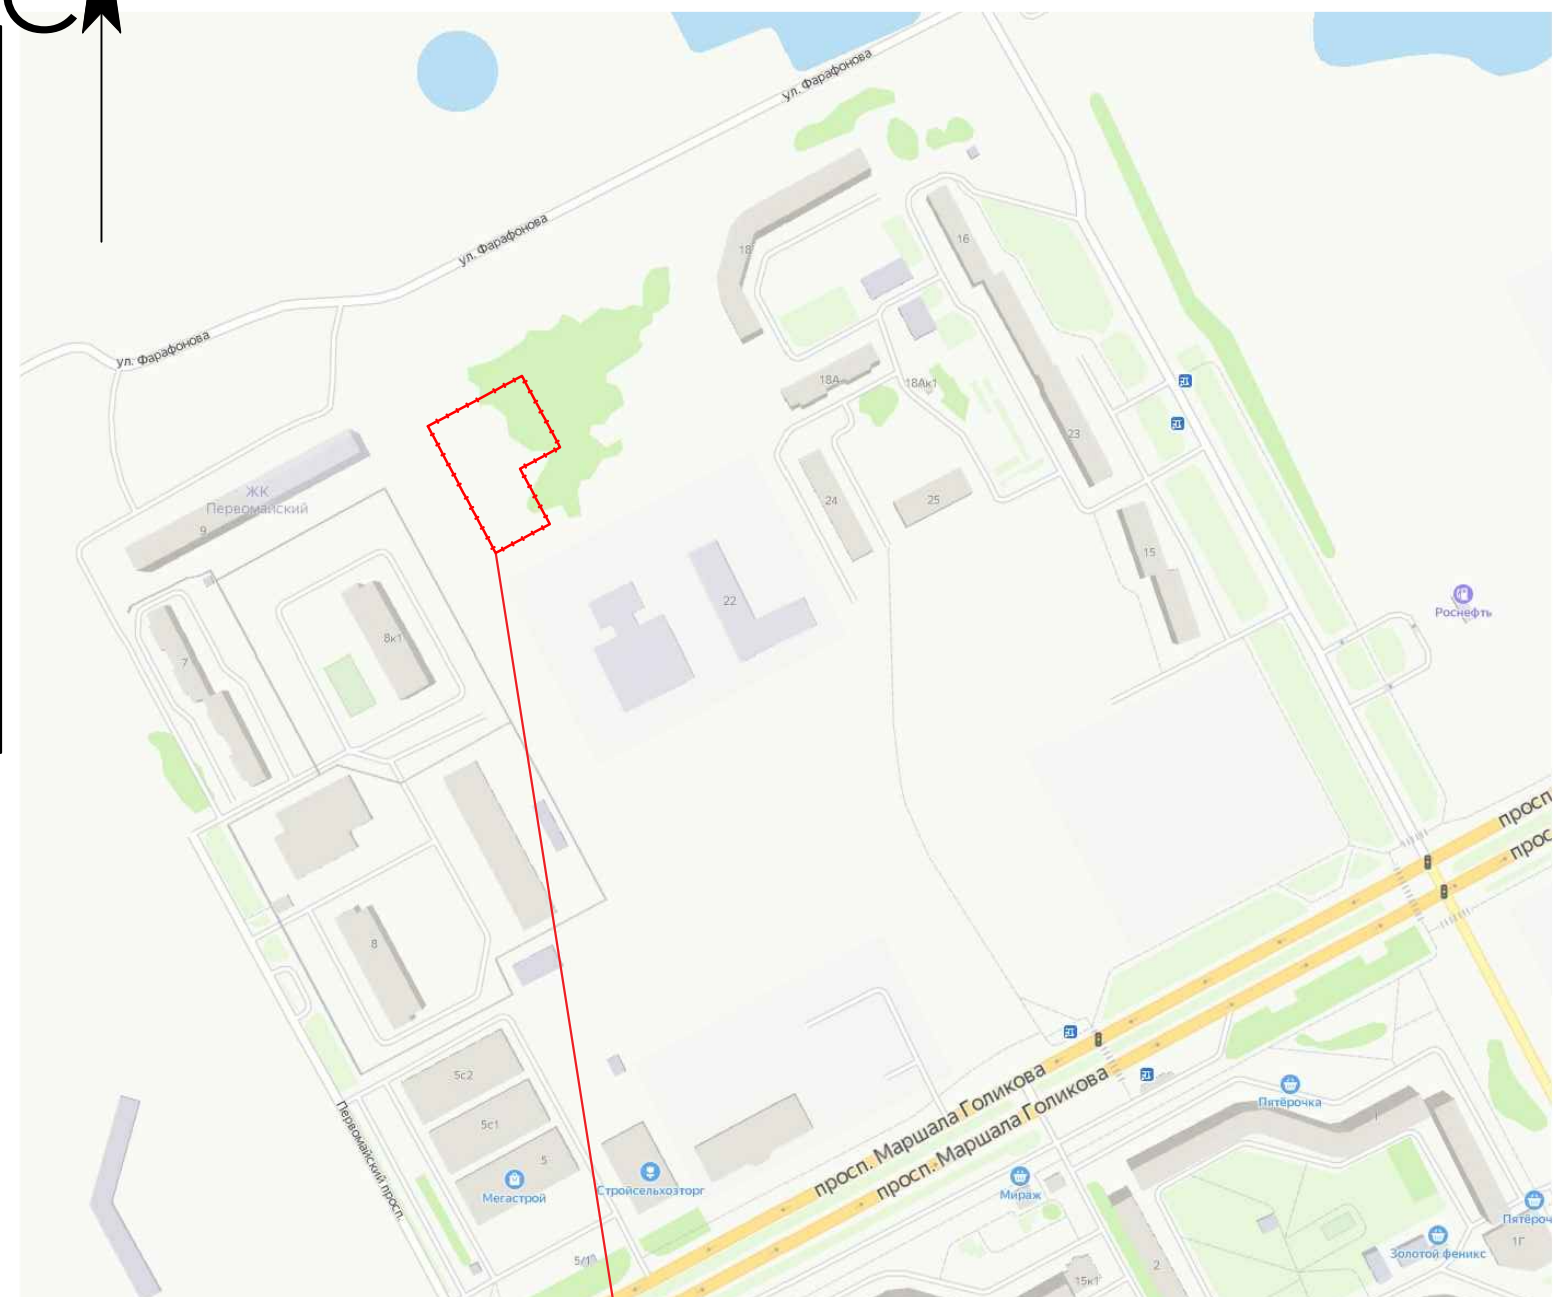 С
ул. Фарафонова
ул. Фарафонова
ул. Фарафонова
18
16
18А
18Ак1
23
24
25
15
ЖК
Первомайский
9
22
8к1
7
Роснефть
просп
прос
8
5с2
5с1
5
Мегастрой
Стройсельхозторг
просп. Маршала Голикова
просп. Маршала Голикова
Пятёрочка
1
Мираж
Первомайский просп.
Пятёроч
1Г
Золотой феникс
5/1
15к1
2